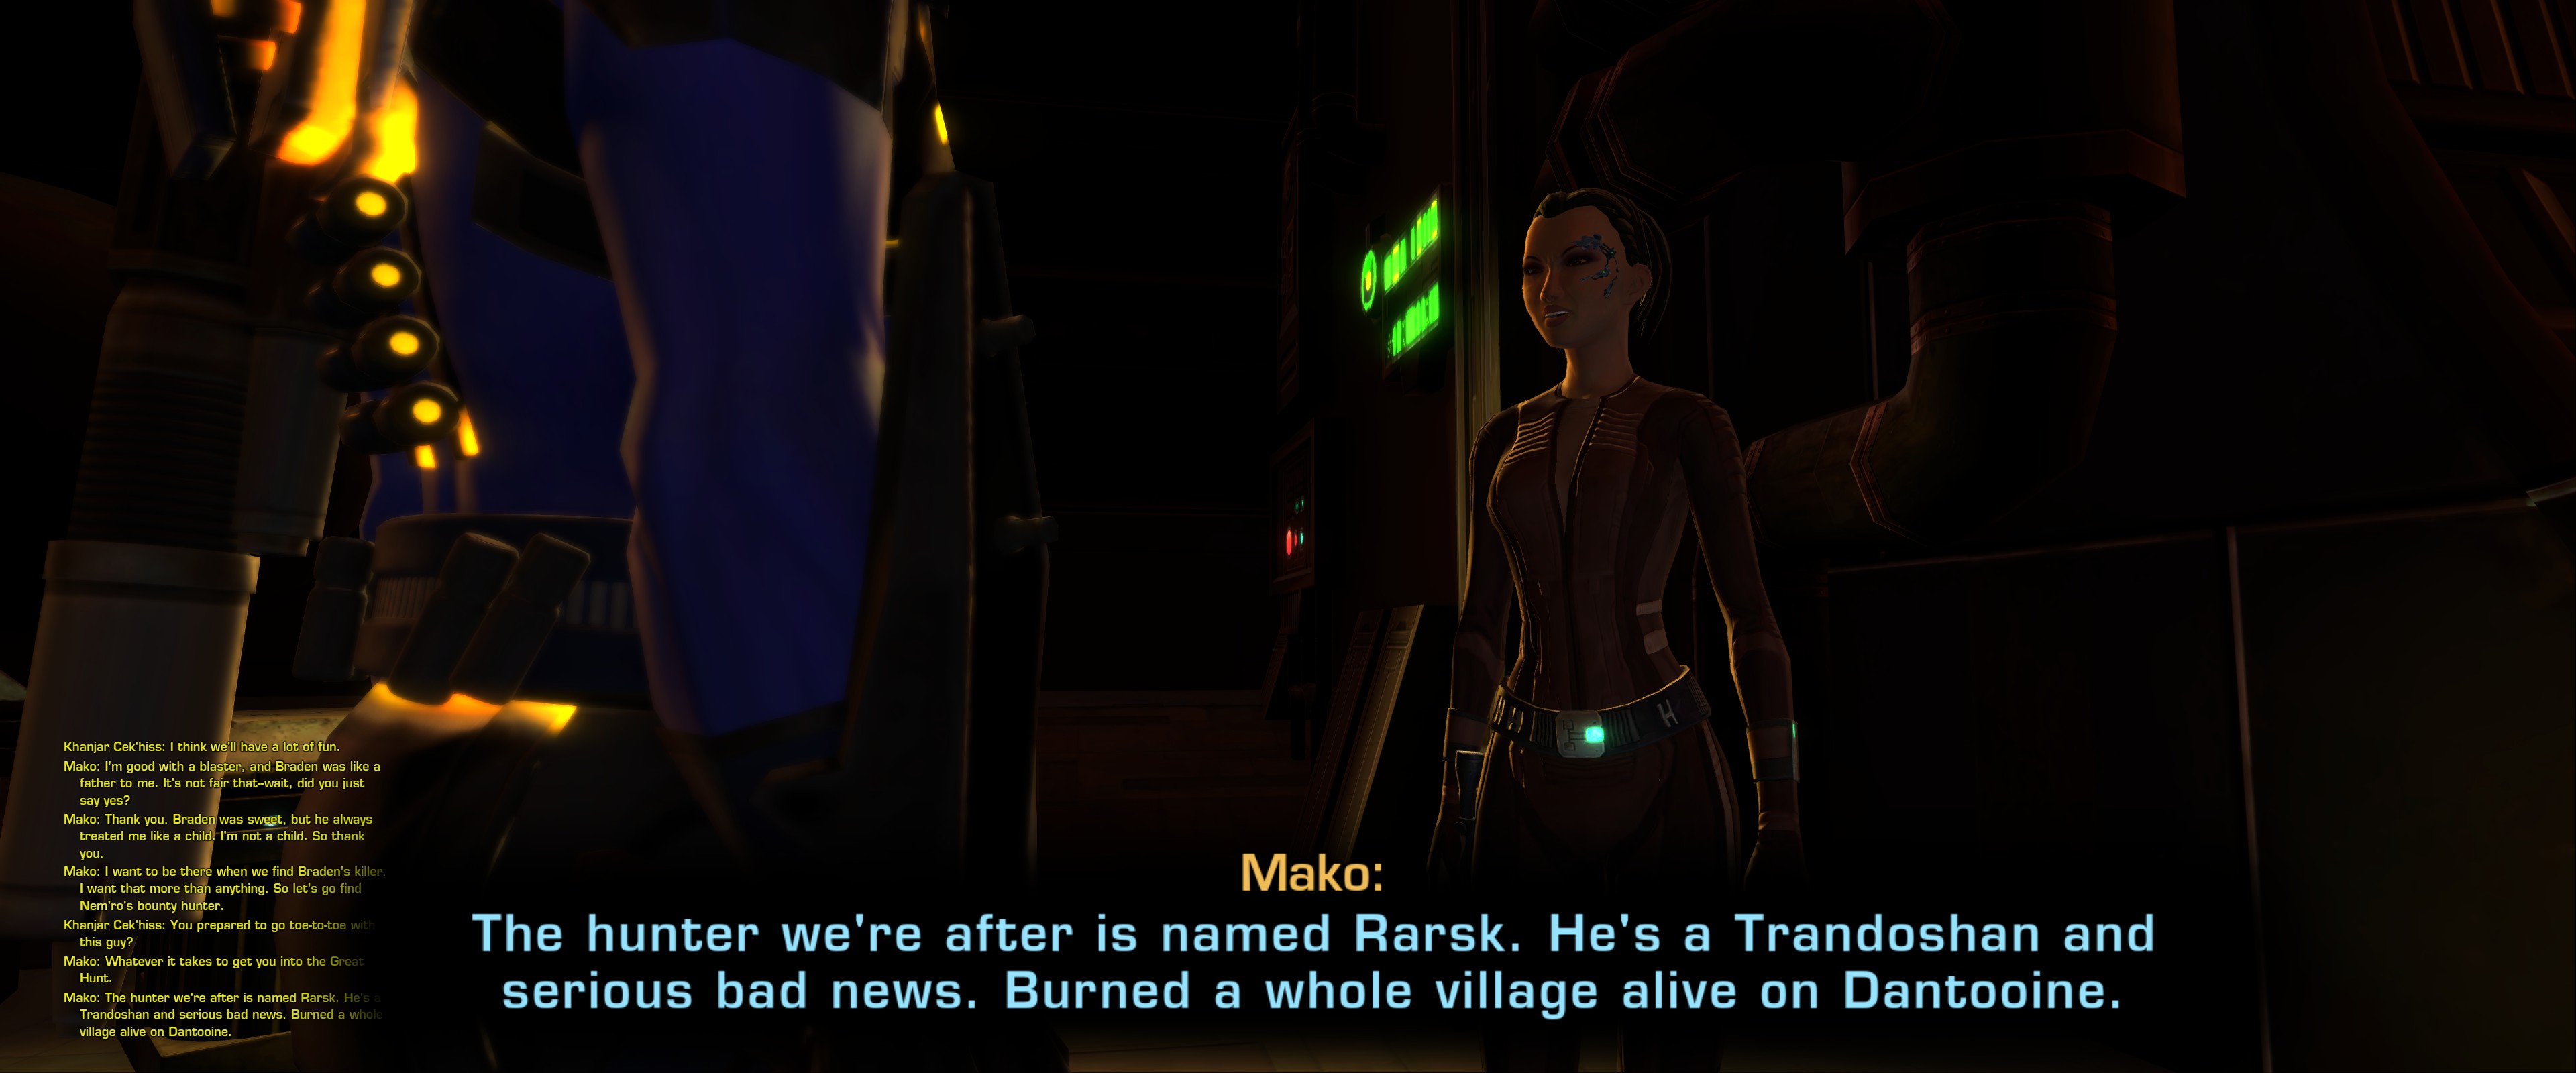 Khanjar Cek'hiss: I think we'll have a lot of fun.
Mako: I'm good with a blaster, and Braden was like a
father to me. It's not fair that–wait, did you just
say yes?
Mako: Thank you. Braden was sweet, but he always
treated me like a child. I'm not a child. So thank
you.
Mako: I want to be there when we find Braden's killer.
I want that more than anything. So let's go find
Nem'ro's bounty hunter.
Khanjar Cek'hiss: You prepared to go toe-to-toe with
this guy?
Mako: Whatever it takes to get you into the Great
Hunt.
Mako: The hunter we're after is named Rarsk. He's a
Trandoshan and serious bad news. Burned a whole
village alive on Dantooine.
Mako:
The hunter we're after is named Rarsk. He's a Trandoshan and
serious bad news. Burned a whole village alive on Dantooine.